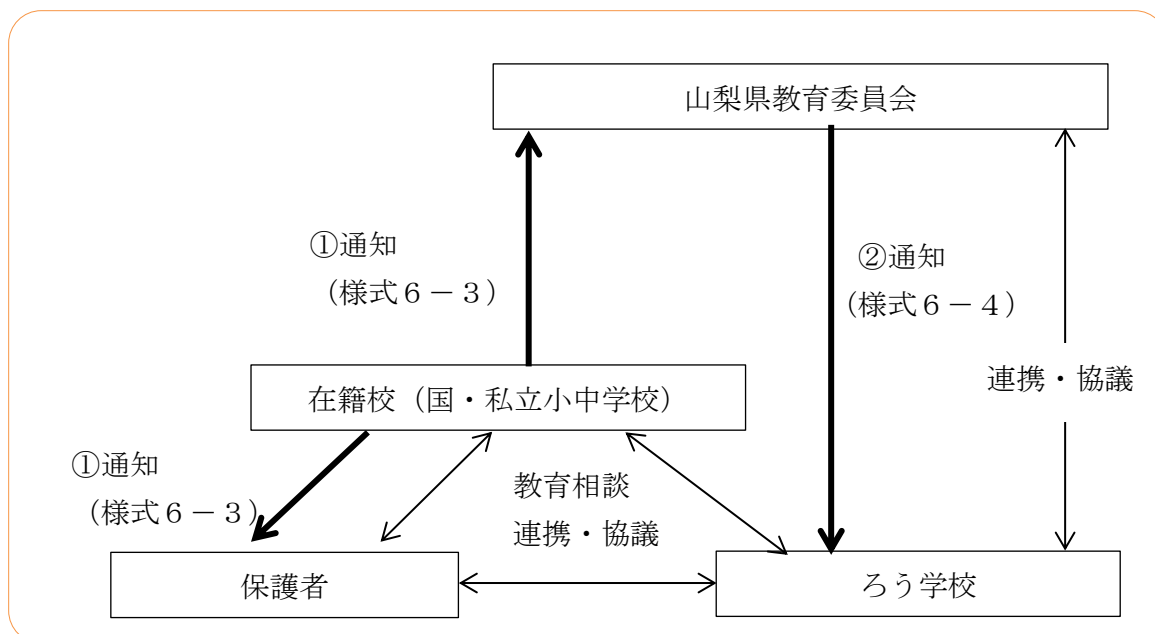 山梨県教育委員会
①通知
（様式６－３）
②通知
（様式６－４）
連携・協議
在籍校（国・私立小中学校）
①通知
（様式６－３）
教育相談
連携・協議
保護者
ろう学校